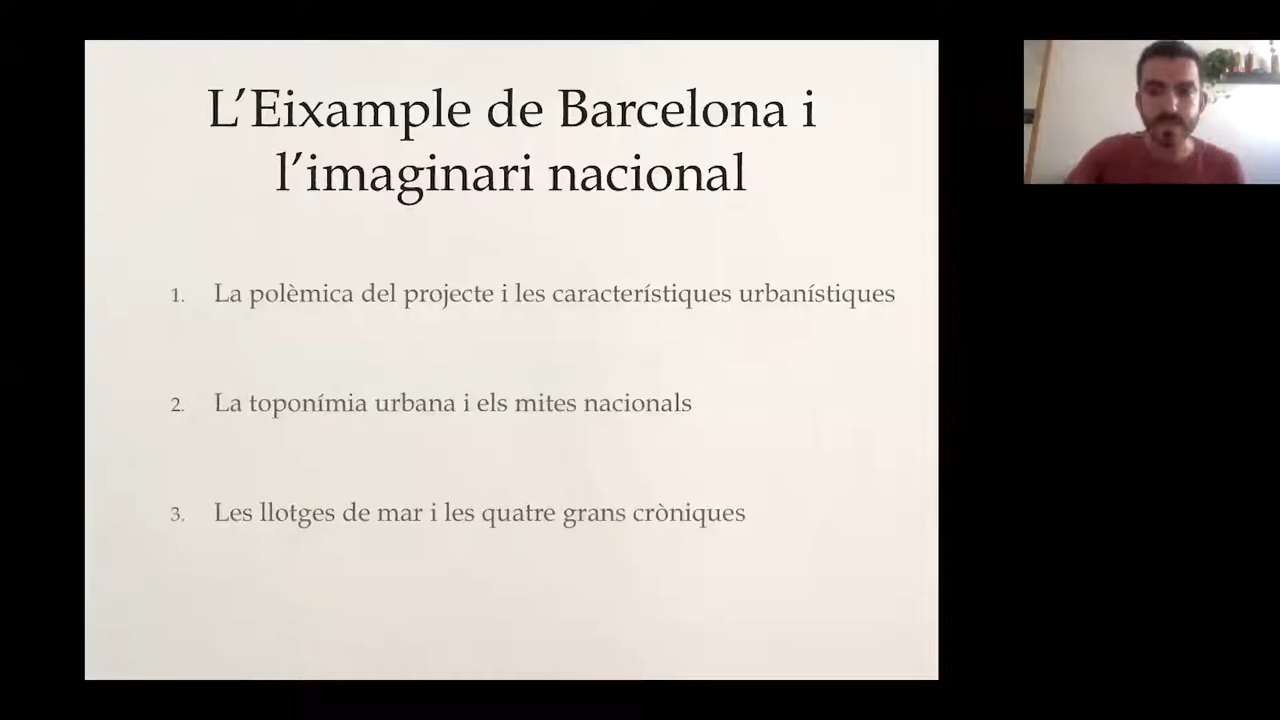 L’Eixample de Barcelona i
l’imaginari nacional
1. La polèmica del projecte i les característiques urbanístiques
2. La toponímia urbana i els mites nacionals
3. Les llotges de mar i les quatre grans cròniques